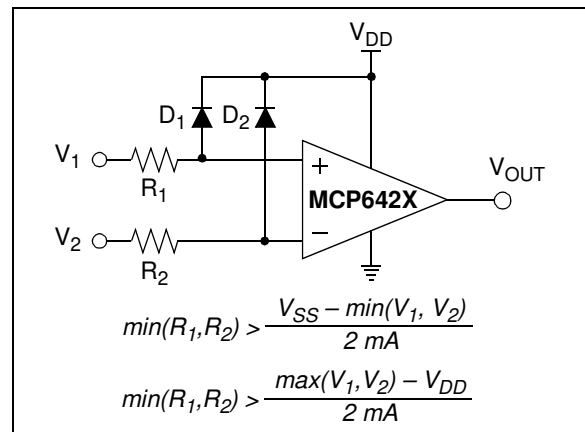 V_DD
D_1 D_2
V_1
R_1
+
MCP642X
V_OUT
V_2
R_2
–
min(R_1,R_2) > V_SS – min(V_1, V_2) / 2 mA
min(R_1,R_2) > max(V_1,V_2) – V_DD / 2 mA